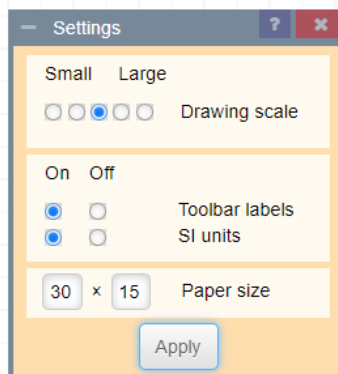 Settings ?
Small Large
Drawing scale
On Off
Toolbar labels
SI units
30 × 15 Paper size
Apply